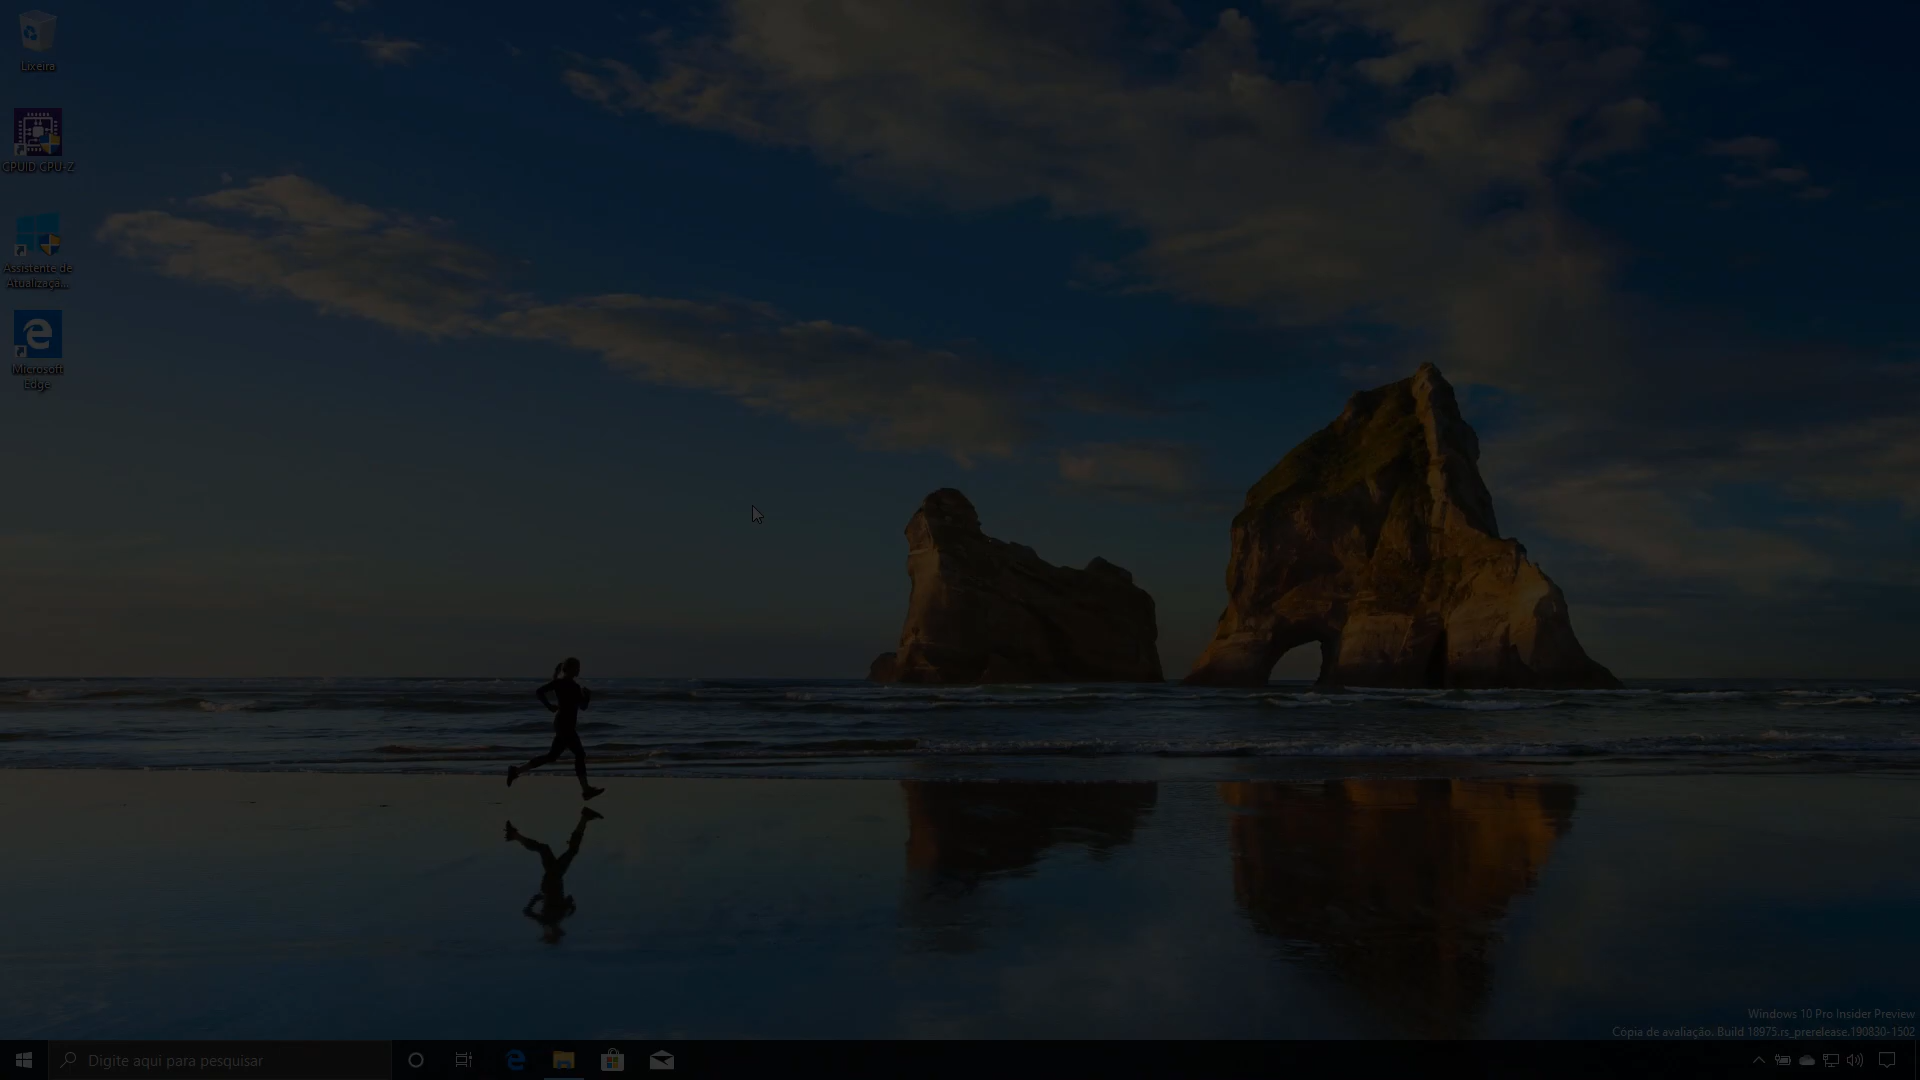 Lixeira
CPUID CPU-Z
Assistente de
Atualizaçã...
Microsoft
Edge
Windows 10 Pro Insider Preview
Cópia de avaliação. Build 18975.rs_prerelease.190830-1502
Digite aqui para pesquisar